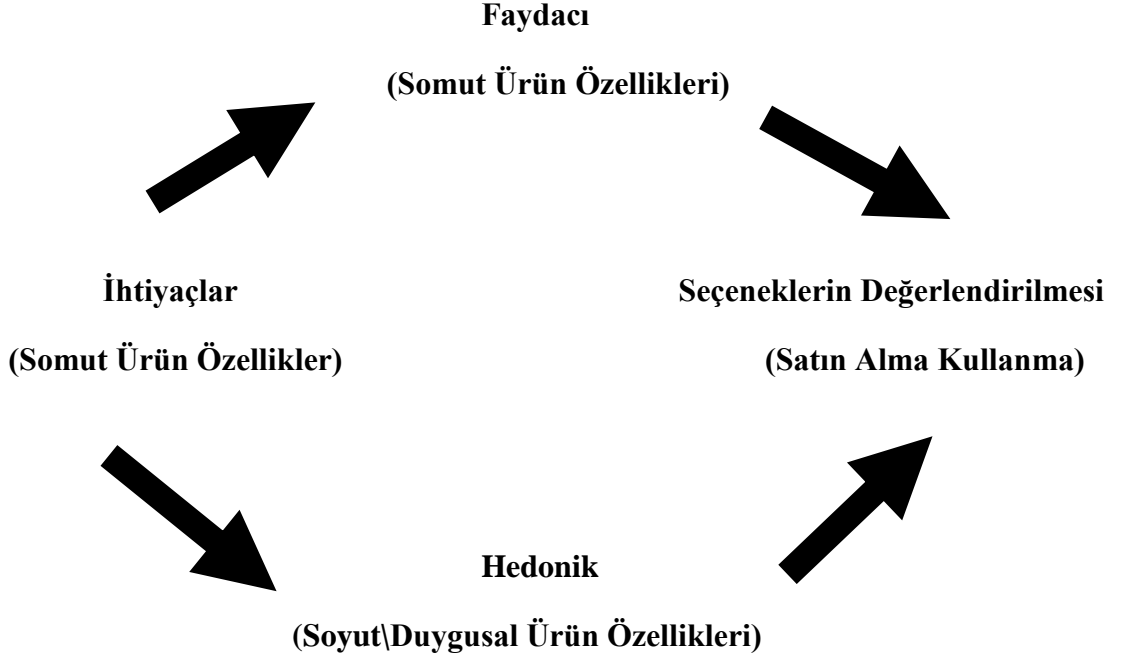 Faydacı
(Somut Ürün Özellikleri)
İhtiyaçlar
(Somut Ürün Özellikler)
Seçeneklerin Değerlendirilmesi
(Satın Alma Kullanma)
Hedonik
(Soyut\Duygusal Ürün Özellikleri)